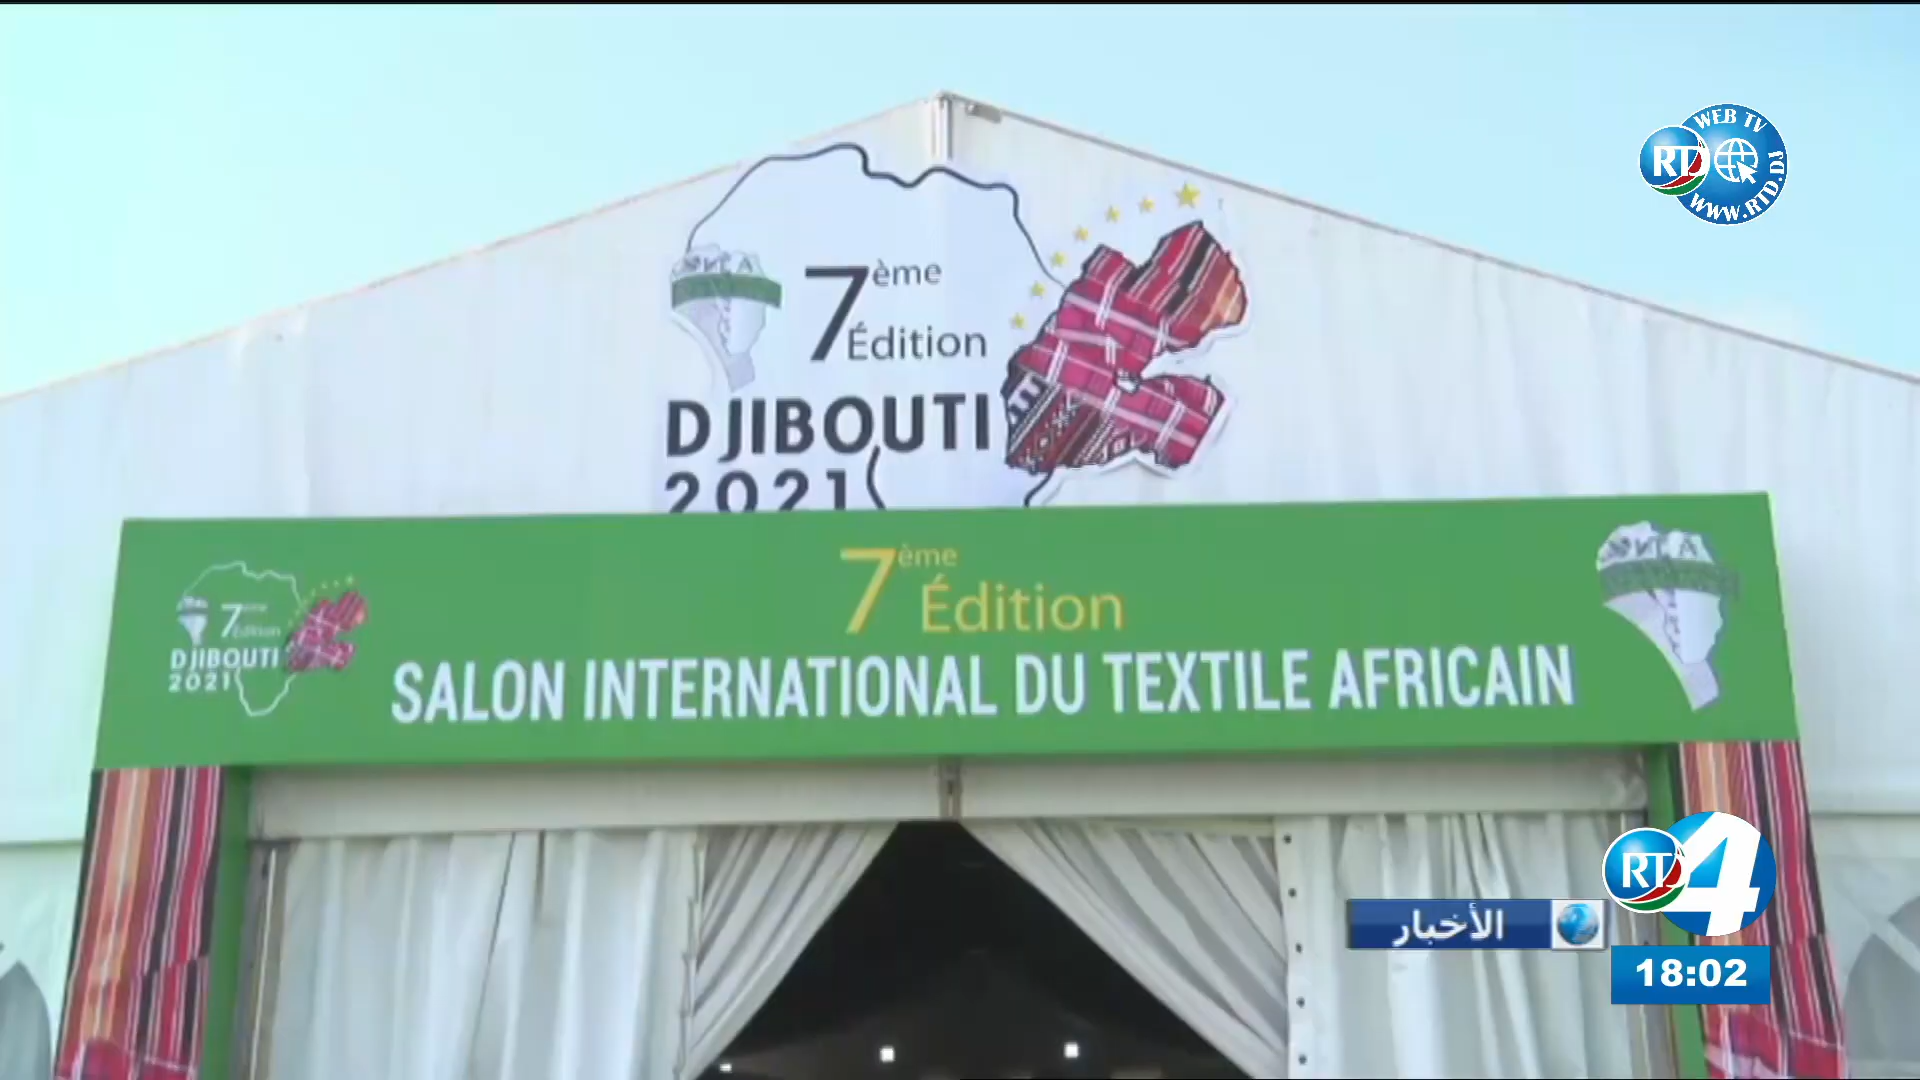 WEB TV
RTD
WWW.RTD.DJ
7ème
Édition
DJIBOUTI
2021
7ème
Édition
7ème
Édition
DJIBOUTI
2021
SALON INTERNATIONAL DU TEXTILE AFRICAIN
RTD 4
الأخبار
18:02